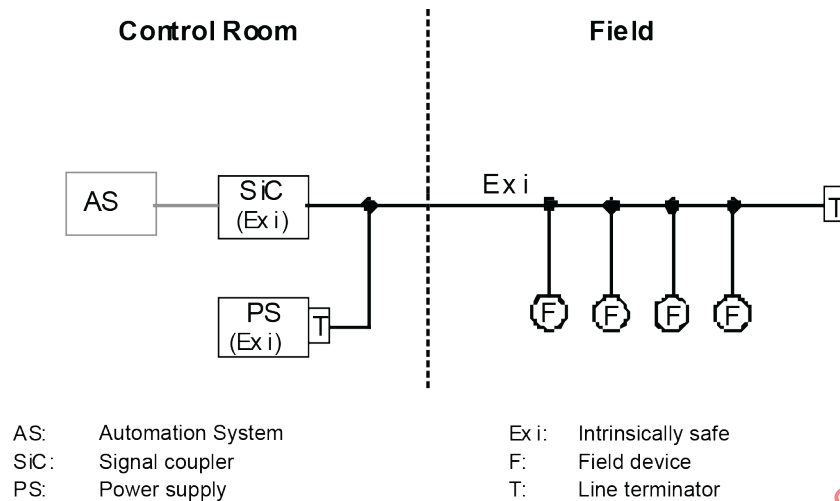 Control Room
Field
Ex i
AS
SiC
(Ex i)
T
PS
(Ex i)
T
F
F
F
F
AS: Automation System
SiC: Signal coupler
PS: Power supply
Ex i: Intrinsically safe
F: Field device
T: Line terminator